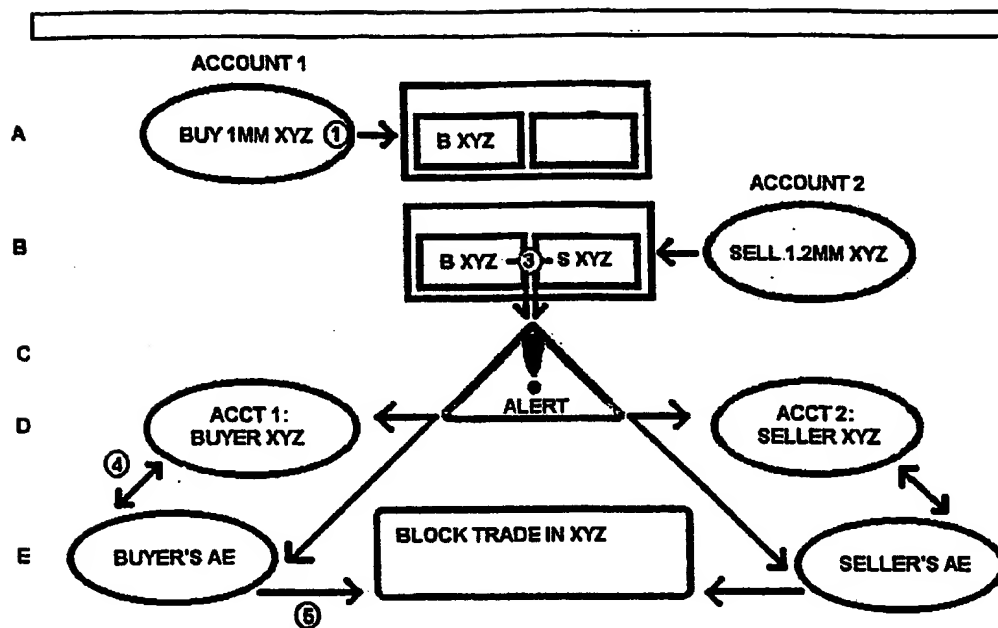 ACCOUNT 1
A
BUY 1MM XYZ ①
B XYZ
ACCOUNT 2
B
B XYZ ③ S XYZ
SELL 1.2MM XYZ
C
!
ALERT
D
ACCT 1:
BUYER XYZ
ACCT 2:
SELLER XYZ
④
E
BUYER'S AE
BLOCK TRADE IN XYZ
SELLER'S AE
⑤